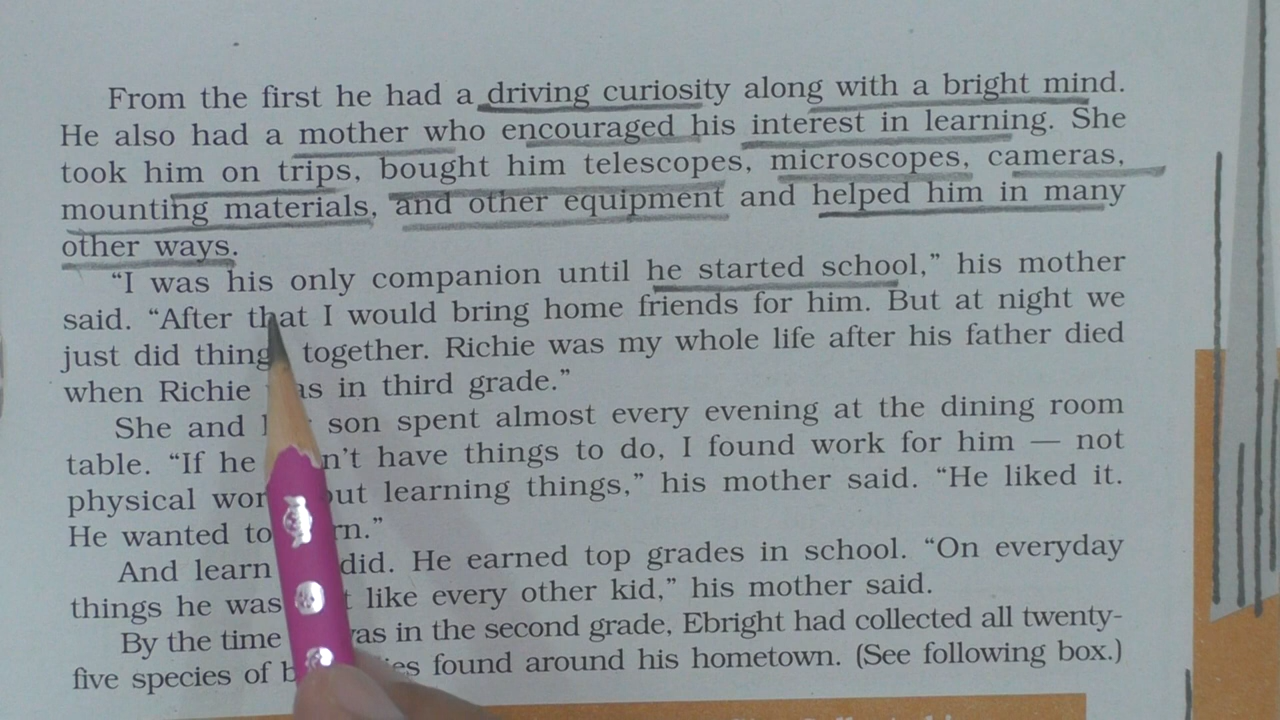 From the first he had a driving curiosity along with a bright mind.
He also had a mother who encouraged his interest in learning. She
took him on trips, bought him telescopes, microscopes, cameras,
mounting materials, and other equipment and helped him in many
other ways.
“I was his only companion until he started school,” his mother
said. “After that I would bring home friends for him. But at night we
just did things together. Richie was my whole life after his father died
when Richie was in third grade.”
She and son spent almost every evening at the dining room
table. “If he n’t have things to do, I found work for him — not
physical work but learning things,” his mother said. “He liked it.
He wanted to learn.”
And learn did. He earned top grades in school. “On everyday
things he was like every other kid,” his mother said.
By the time was in the second grade, Ebright had collected all twenty-
five species of found around his hometown. (See following box.)